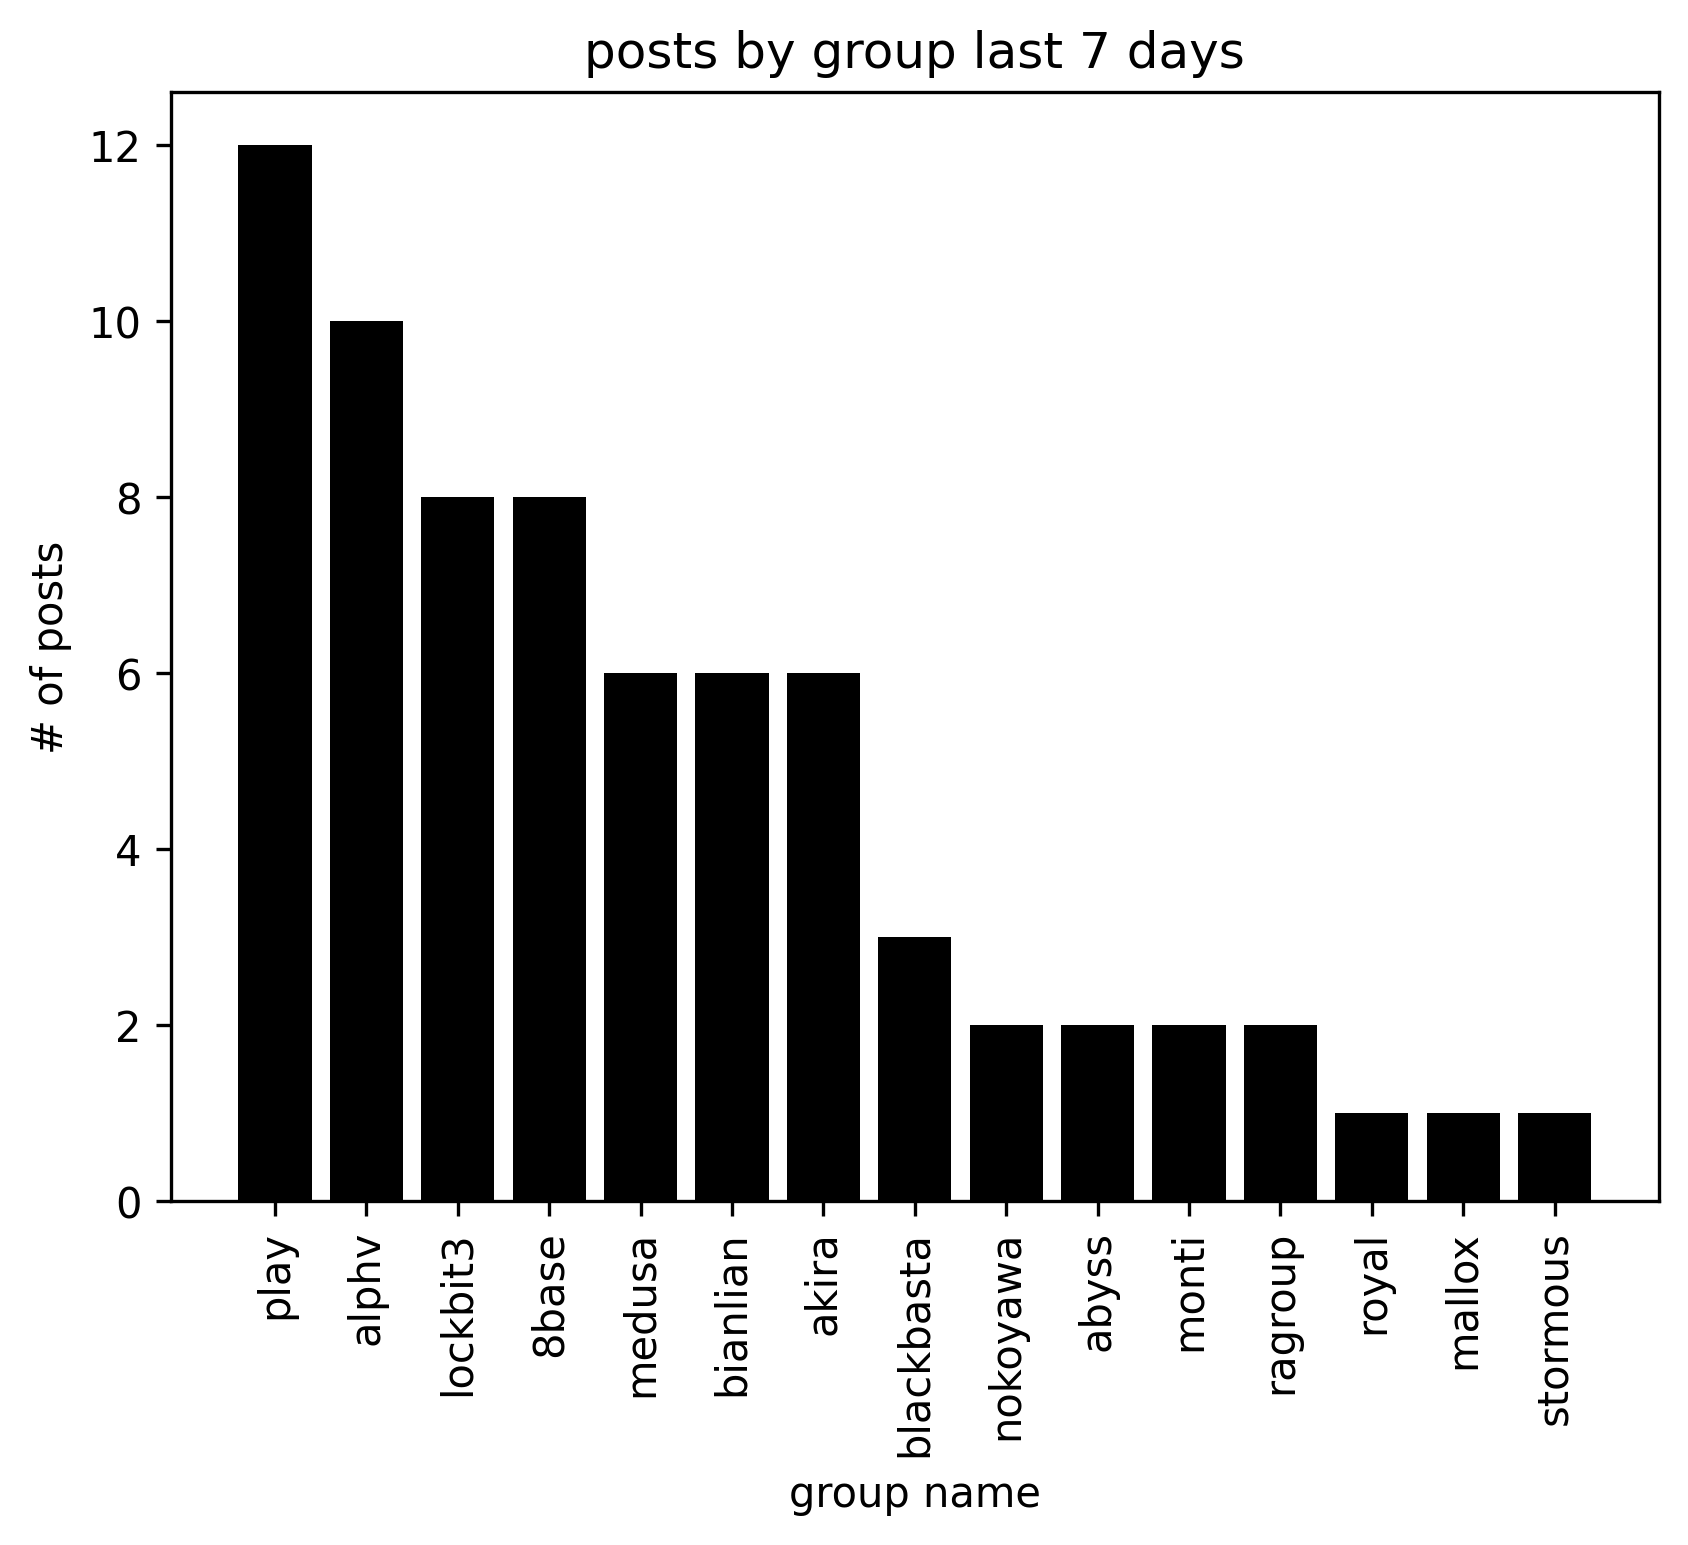 posts by group last 7 days
12
10
8
6
4
2
0
# of posts
play
alphv
lockbit3
8base
medusa
bianlian
akira
blackbasta
nokoyawa
abyss
monti
ragroup
royal
mallox
stormous
group name